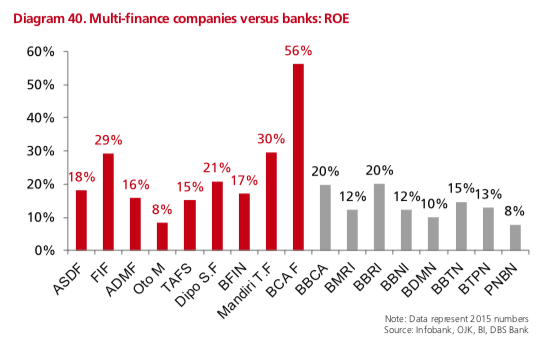 Diagram 40. Multi-finance companies versus banks: ROE
60%
50%
40%
30%
20%
10%
0%
18%
29%
16%
8%
15%
21%
17%
30%
56%
20%
12%
20%
12%
10%
15%
13%
8%
ASDF
FIF
ADMF
Oto M
TAFS
Dipo S.F
BFIN
Mandiri T.F
BCA F
BBCA
BMRI
BBRI
BBNI
BDMN
BBTN
BTPN
PNBN
Note: Data represent 2015 numbers
Source: Infobank, OJK, BI, DBS Bank